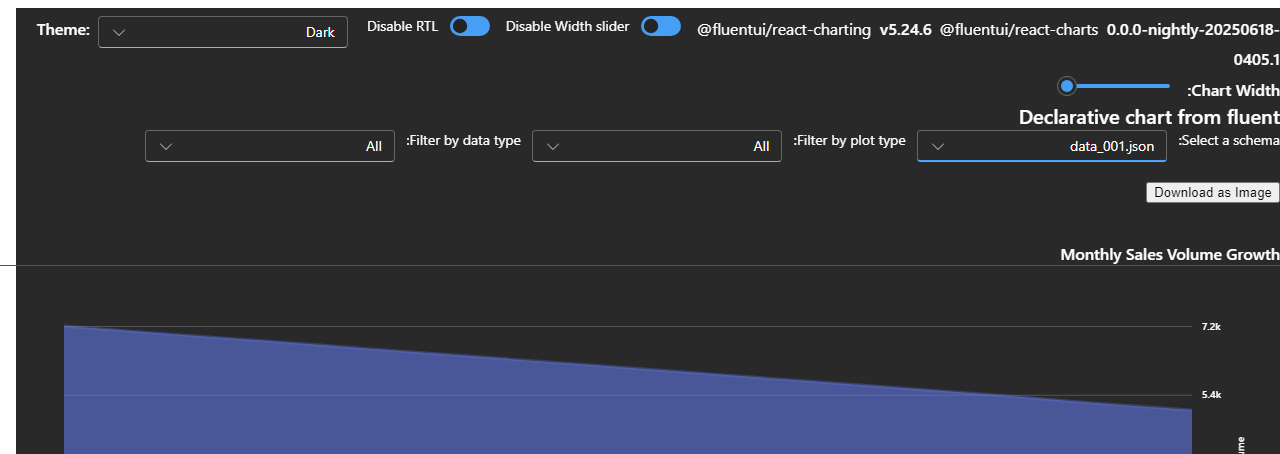 Theme: Dark Disable RTL Disable Width slider @fluentui/react-charting v5.24.6 @fluentui/react-charts 0.0.0-nightly-20250618-
0405.1
:Chart Width
Declarative chart from fluent
:Select a schema data_001.json :Filter by plot type All :Filter by data type All
Download as Image
Monthly Sales Volume Growth
7.2k
5.4k